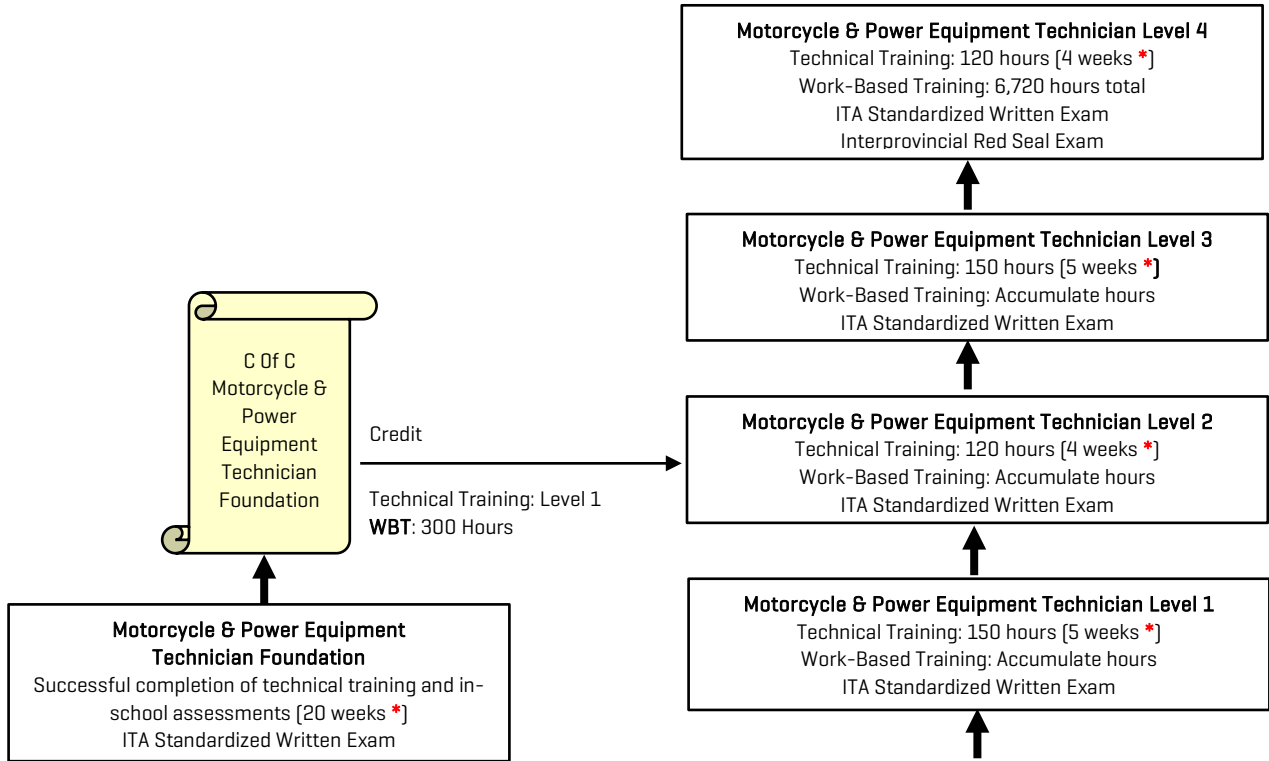 Motorcycle & Power Equipment Technician Level 4
Technical Training: 120 hours (4 weeks *)
Work-Based Training: 6,720 hours total
ITA Standardized Written Exam
Interprovincial Red Seal Exam
Motorcycle & Power Equipment Technician Level 3
Technical Training: 150 hours (5 weeks *)
Work-Based Training: Accumulate hours
ITA Standardized Written Exam
C Of C
Motorcycle &
Power
Equipment
Technician
Foundation
Credit
Technical Training: Level 1
WBT: 300 Hours
Motorcycle & Power Equipment Technician Level 2
Technical Training: 120 hours (4 weeks *)
Work-Based Training: Accumulate hours
ITA Standardized Written Exam
Motorcycle & Power Equipment
Technician Foundation
Successful completion of technical training and in-
school assessments (20 weeks *)
ITA Standardized Written Exam
Motorcycle & Power Equipment Technician Level 1
Technical Training: 150 hours (5 weeks *)
Work-Based Training: Accumulate hours
ITA Standardized Written Exam